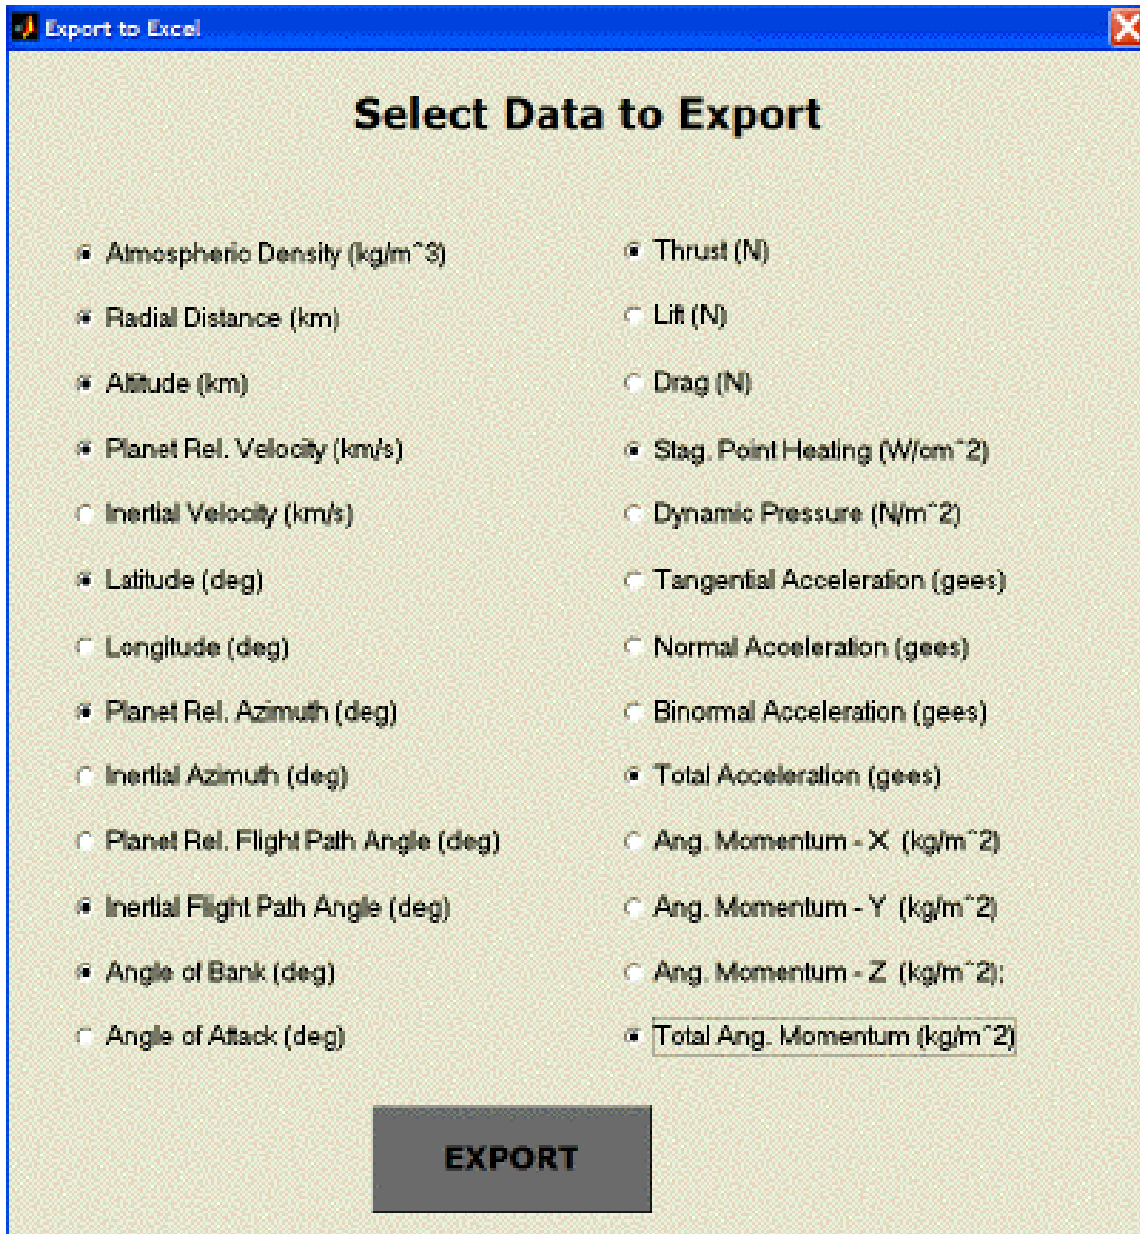 Export to Excel
Select Data to Export
Atmospheric Density (kg/m^3)
Radial Distance (km)
Altitude (km)
Planet Rel. Velocity (km/s)
Inertial Velocity (km/s)
Latitude (deg)
Longitude (deg)
Planet Rel. Azimuth (deg)
Inertial Azimuth (deg)
Planet Rel. Flight Path Angle (deg)
Inertial Flight Path Angle (deg)
Angle of Bank (deg)
Angle of Attack (deg)
Thrust (N)
Lift (N)
Drag (N)
Stag. Point Heating (W/cm^2)
Dynamic Pressure (N/m^2)
Tangential Acceleration (gees)
Normal Acceleration (gees)
Binormal Acceleration (gees)
Total Acceleration (gees)
Ang. Momentum - X (kg/m^2)
Ang. Momentum - Y (kg/m^2)
Ang. Momentum - Z (kg/m^2);
Total Ang. Momentum (kg/m^2)
EXPORT